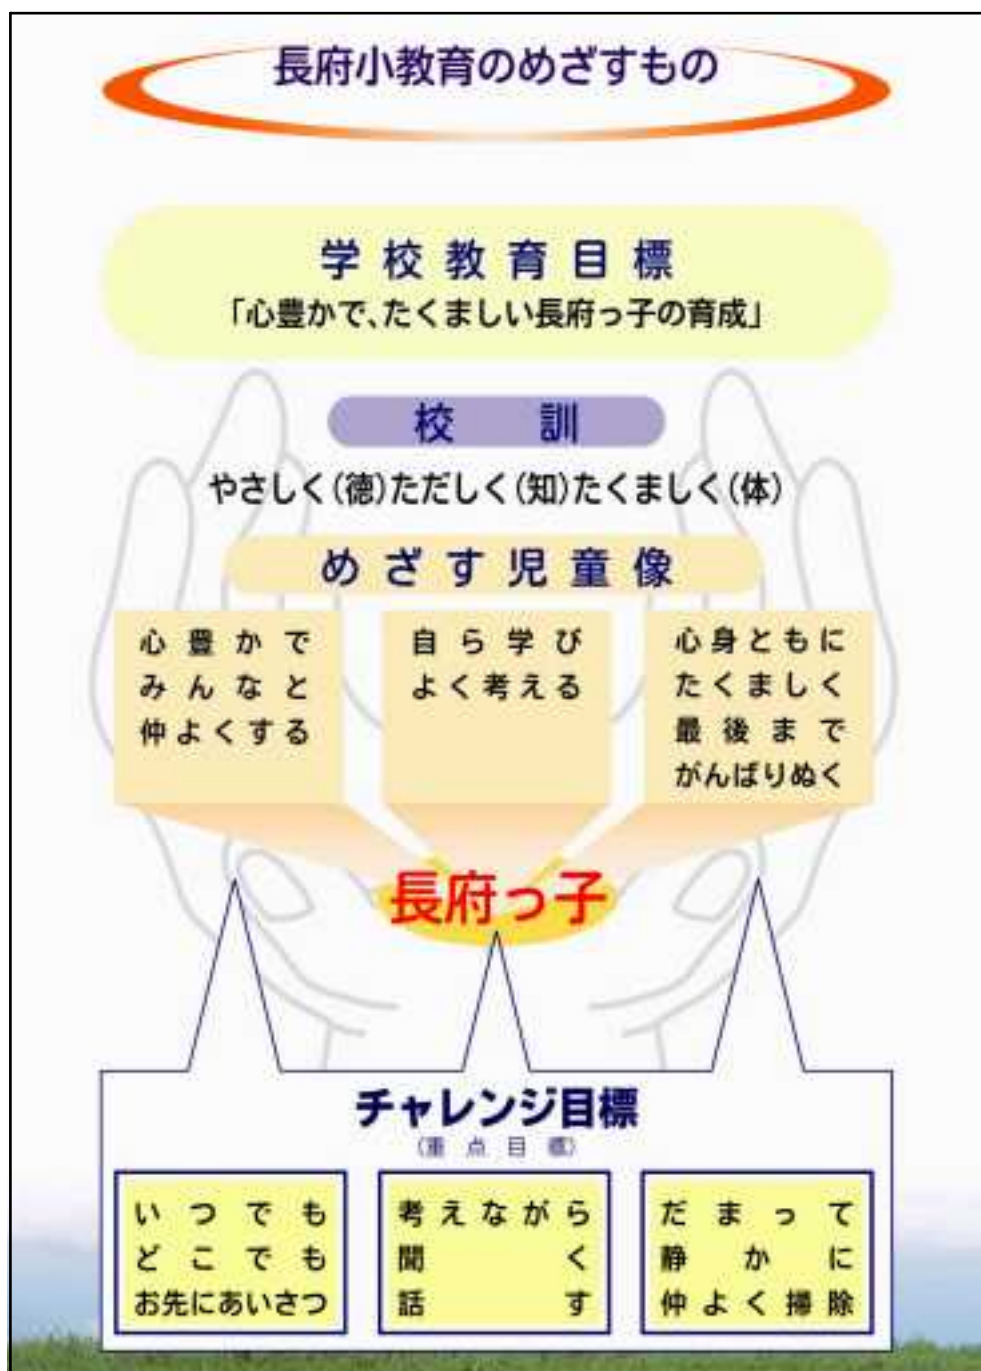 長府小教育のめざすもの
学校教育目標
「心豊かで、たくましい長府っ子の育成」
校訓
やさしく(徳)ただしく(知)たくましく(体)
めざす児童像
心豊かで
みんなと
仲よくする
自ら学び
よく考える
心身ともに
たくましく
最後まで
がんばりぬく
長府っ子
チャレンジ目標
(重点目標)
いつでも
どこでも
お先にあいさつ
考えながら
聞く
話す
だまって
静かに
仲よく掃除